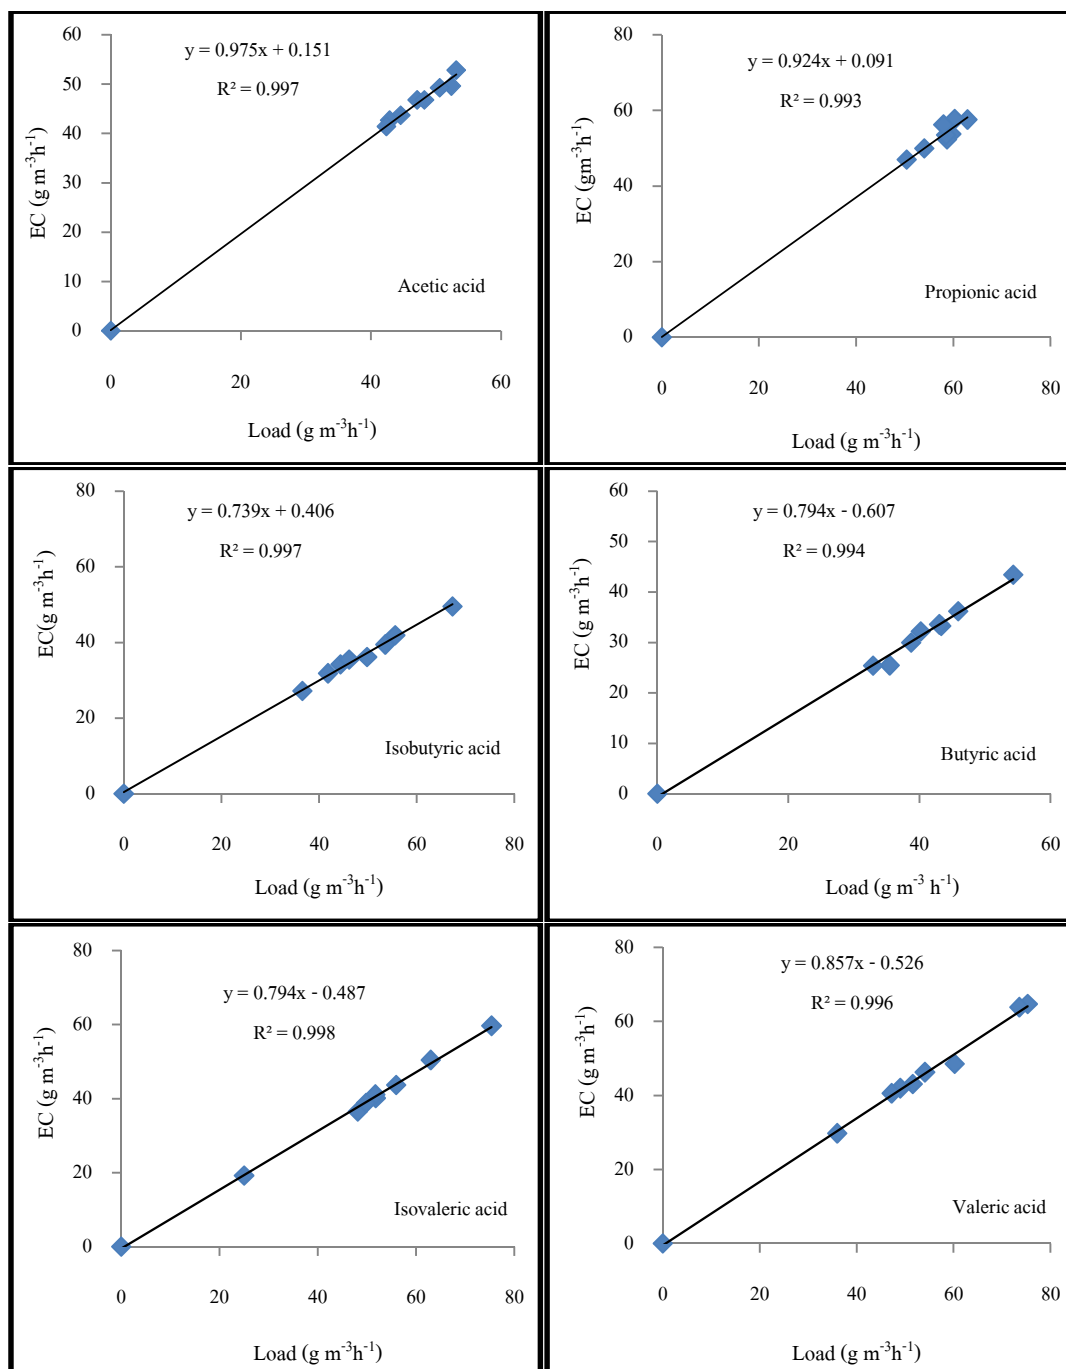 60
50
40
30
20
10
0
0 20 40 60
EC (g m⁻³h⁻¹)
Load (g m⁻³h⁻¹)
y = 0.975x + 0.151
R² = 0.997
Acetic acid
80
60
40
20
0
0 20 40 60 80
EC (gm⁻³h⁻¹)
Load (g m⁻³h⁻¹)
y = 0.924x + 0.091
R² = 0.993
Propionic acid
80
60
40
20
0
0 20 40 60 80
EC(g m⁻³h⁻¹)
Load (g m⁻³h⁻¹)
y = 0.739x + 0.406
R² = 0.997
Isobutyric acid
60
50
40
30
20
10
0
0 20 40 60
EC (g m⁻³h⁻¹)
Load (g m⁻³ h⁻¹)
y = 0.794x - 0.607
R² = 0.994
Butyric acid
80
60
40
20
0
0 20 40 60 80
EC (g m⁻³h⁻¹)
Load (g m⁻³h⁻¹)
y = 0.794x - 0.487
R² = 0.998
Isovaleric acid
80
60
40
20
0
0 20 40 60 80
EC (g m⁻³h⁻¹)
Load (g m⁻³h⁻¹)
y = 0.857x - 0.526
R² = 0.996
Valeric acid